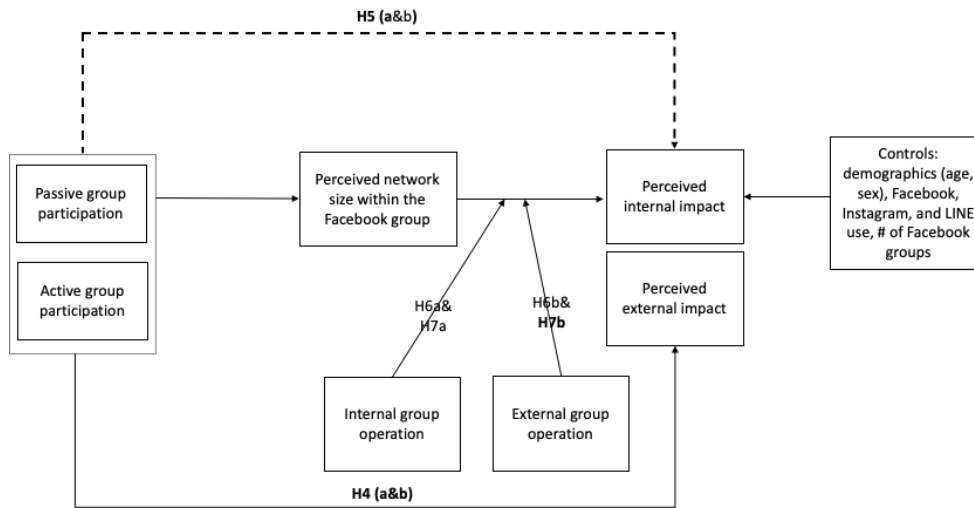 H5 (a&b)
Passive group
participation
Active group
participation
Perceived network
size within the
Facebook group
Perceived
internal impact
Perceived
external impact
Controls:
demographics (age,
sex), Facebook,
Instagram, and LINE
use, # of Facebook
groups
H6a&
H7a
H6b&
H7b
Internal group
operation
External group
operation
H4 (a&b)